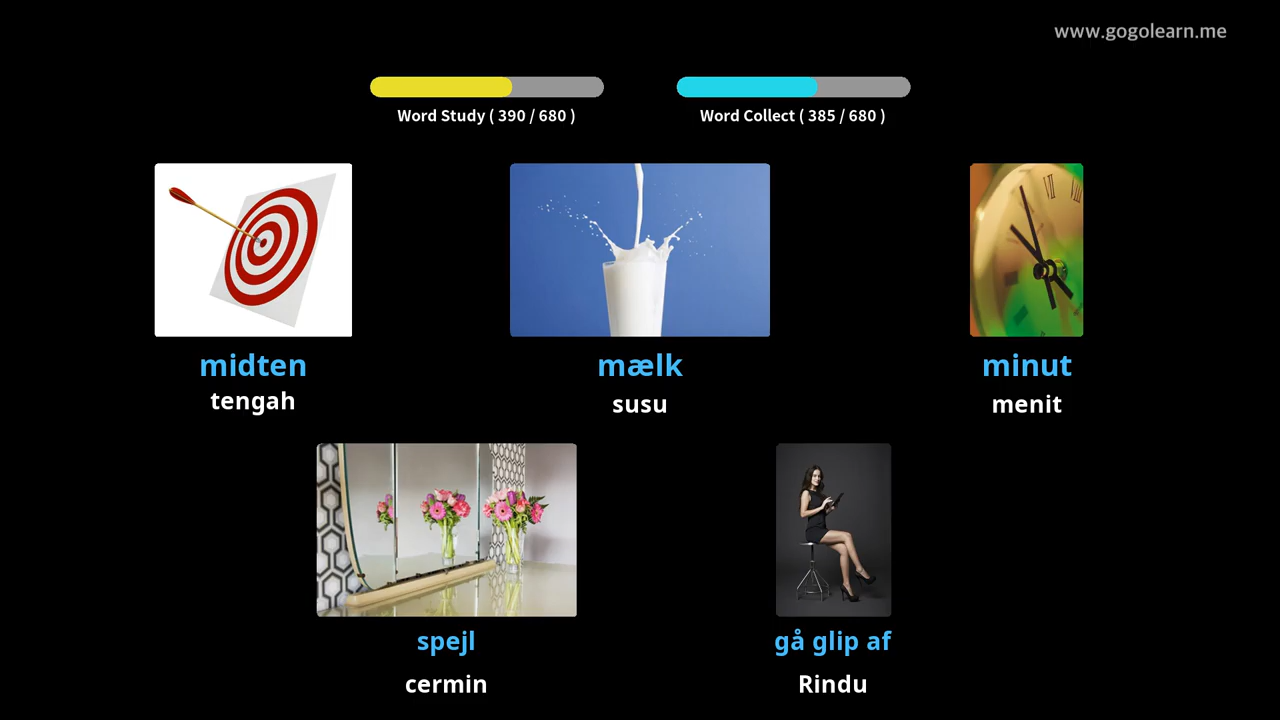 www.gogolearn.me
Word Study ( 390 / 680 )
Word Collect ( 385 / 680 )
midten
tengah
mælk
susu
minut
menit
spejl
cermin
gå glip af
Rindu